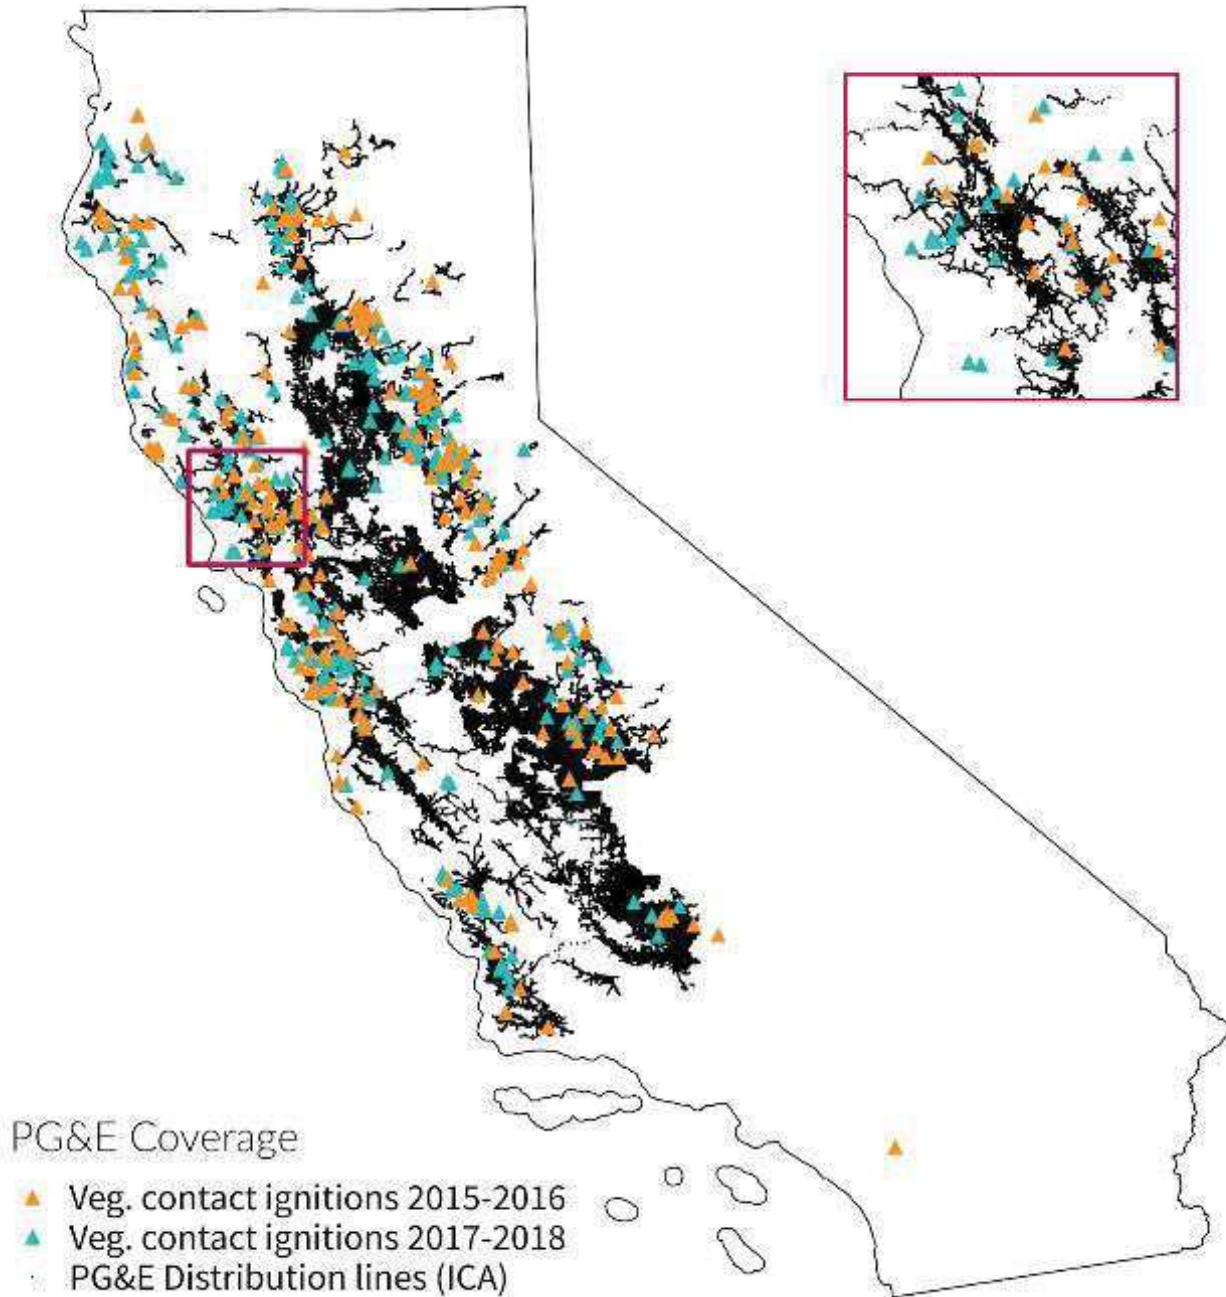 PG&E Coverage
Veg. contact ignitions 2015-2016
Veg. contact ignitions 2017-2018
PG&E Distribution lines (ICA)